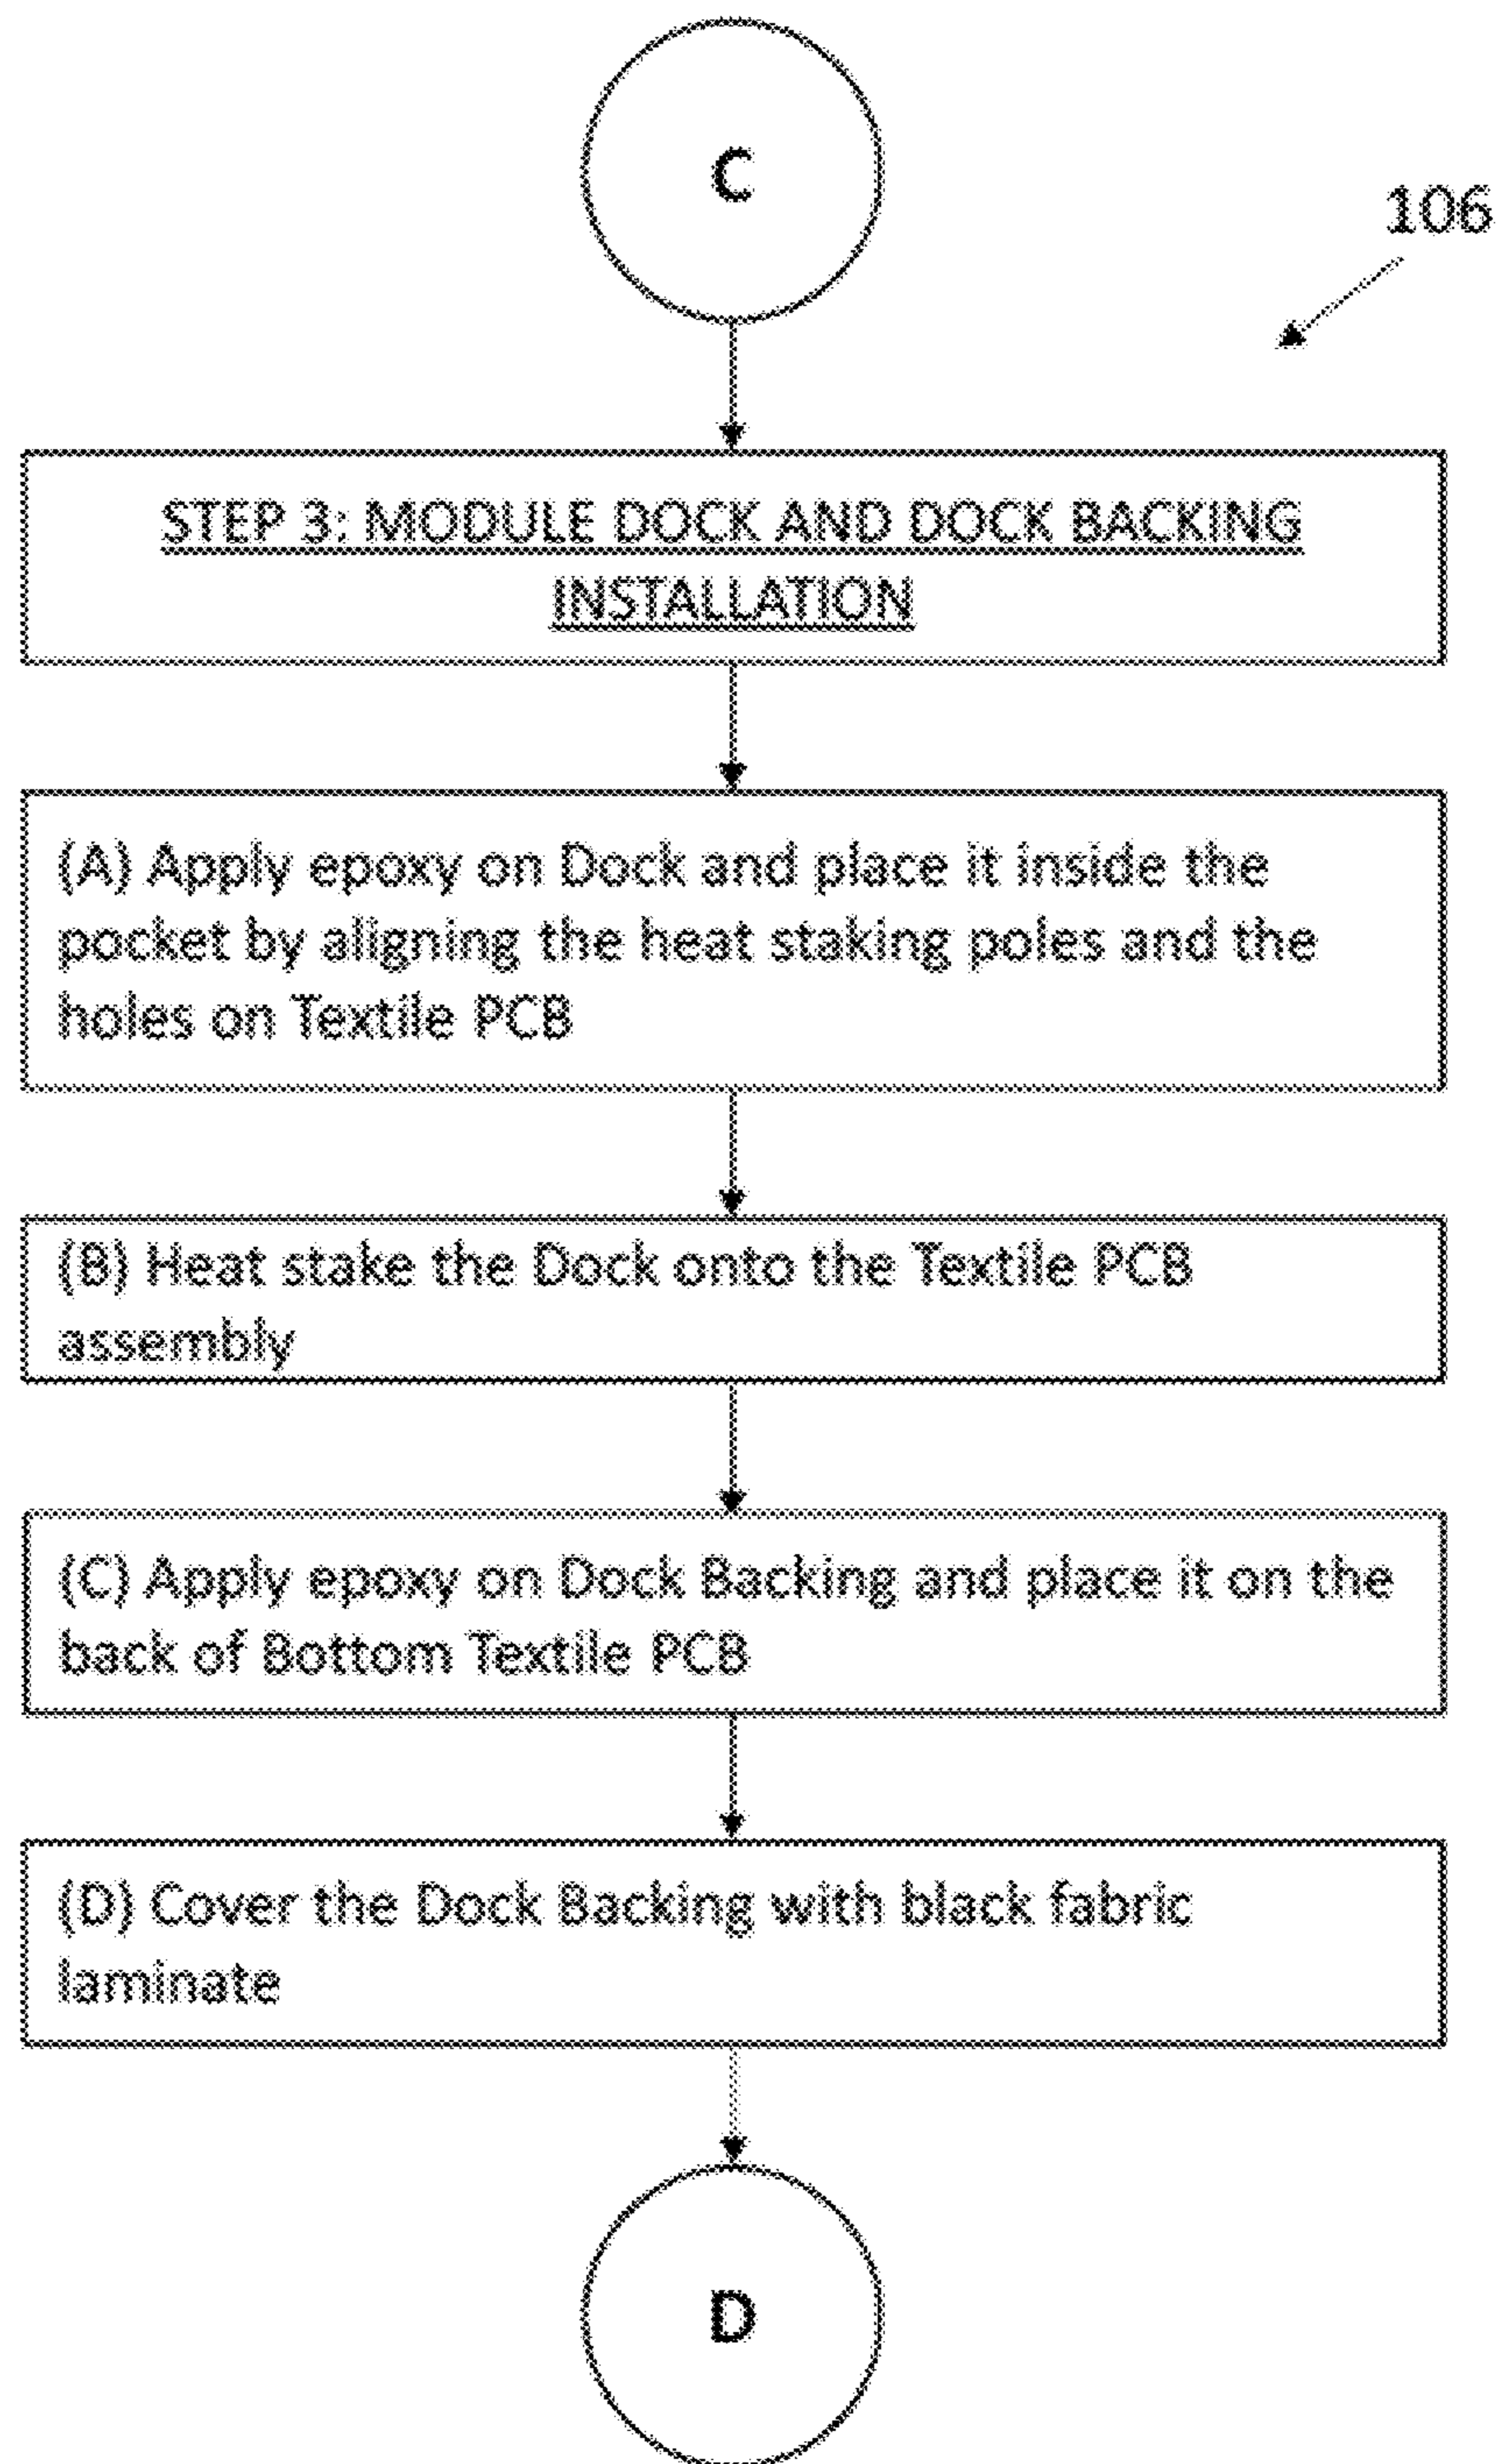 C
106
STEP 3: MODULE DOCK AND DOCK BACKING
INSTALLATION
(A) Apply epoxy on Dock and place it inside the
pocket by aligning the heat staking poles and the
holes on Textile PCB
(B) Heat stake the Dock onto the Textile PCB
assembly
(C) Apply epoxy on Dock Backing and place it on the
back of Bottom Textile PCB
(D) Cover the Dock Backing with black fabric
laminate
D